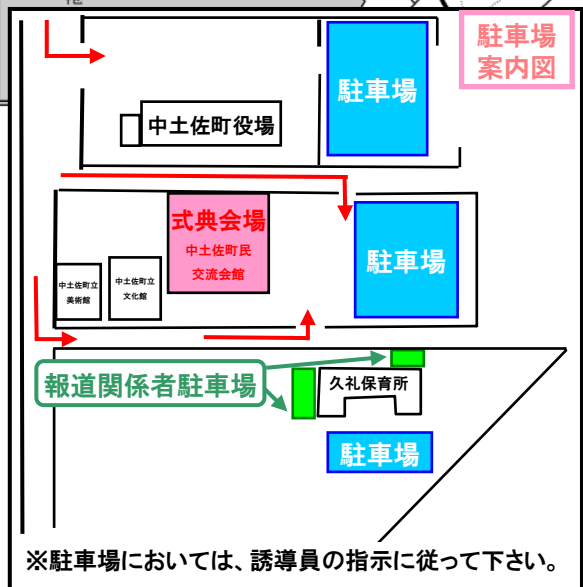 駐車場
案内図
駐車場
中土佐町役場
式典会場
中土佐町民
交流会館
駐車場
中土佐町立
美術館
中土佐町立
文化館
報道関係者駐車場
久礼保育所
駐車場
※駐車場においては、誘導員の指示に従って下さい。